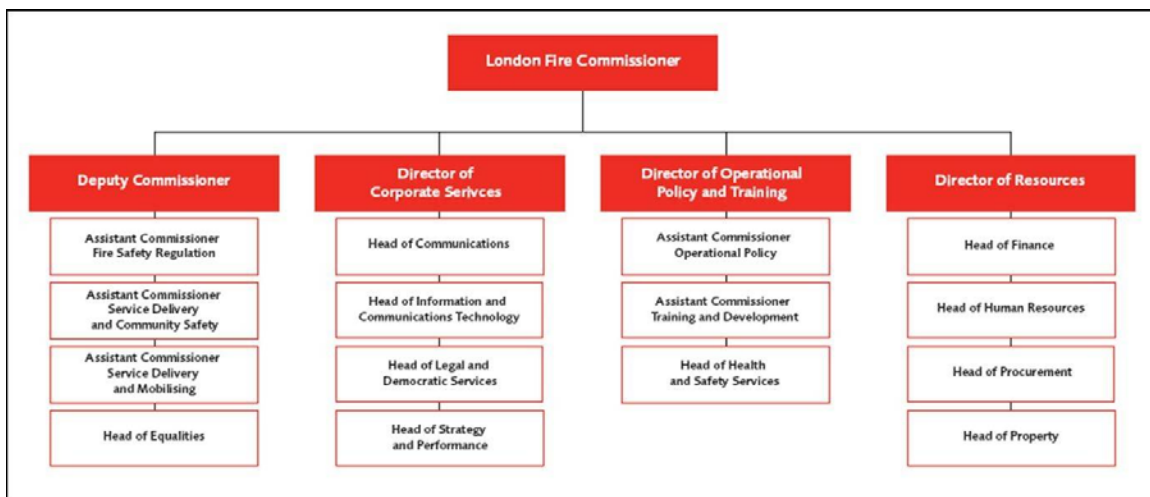 London Fire Commissioner
Deputy Commissioner
Assistant Commissioner
Fire Safety Regulation
Assistant Commissioner
Service Delivery
and Community Safety
Assistant Commissioner
Service Delivery
and Mobilising
Head of Equalities
Director of
Corporate Serivces
Head of Communications
Head of Information and
Communications Technology
Head of Legal and
Democratic Services
Head of Strategy
and Performance
Director of Operational
Policy and Training
Assistant Commissioner
Operational Policy
Assistant Commissioner
Training and Development
Head of Health
and Safety Services
Director of Resources
Head of Finance
Head of Human Resources
Head of Procurement
Head of Property